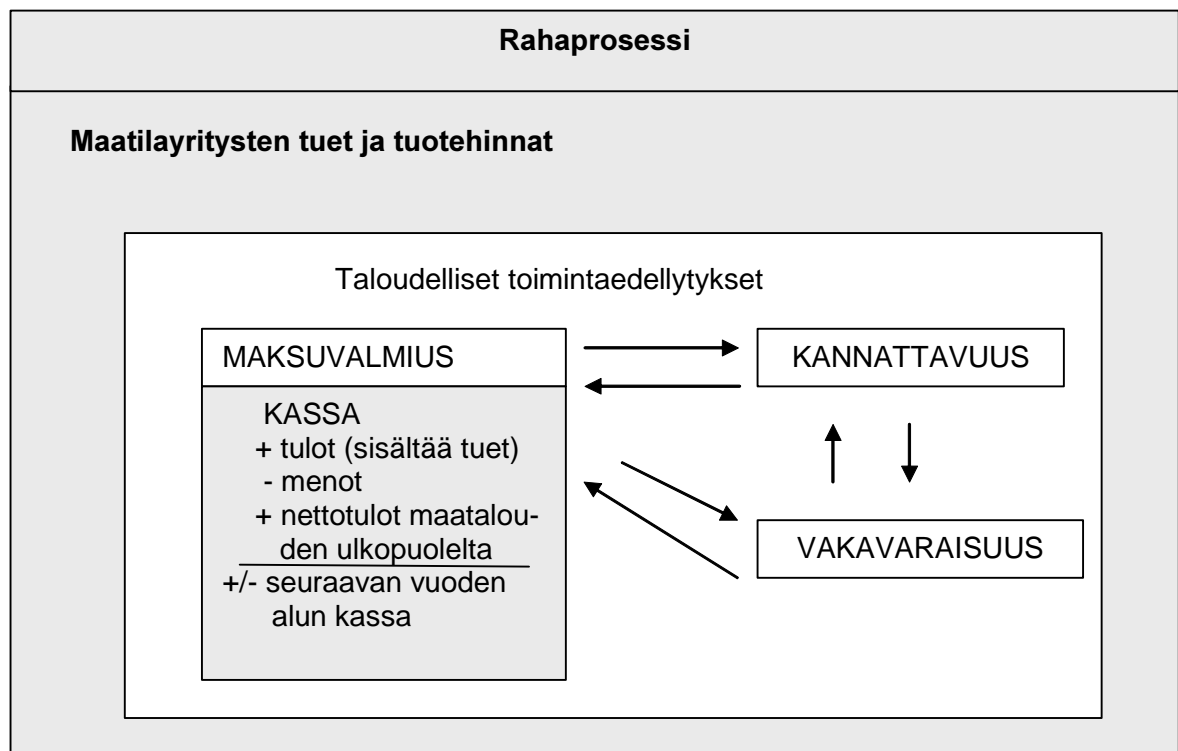 Rahaprosessi
Maatilayritysten tuet ja tuotehinnat
Taloudelliset toimintaedellytykset
MAKSUVALMIUS
KASSA
+ tulot (sisältää tuet)
- menot
+ nettotulot maatalou-
den ulkopuolelta
+/- seuraavan vuoden
alun kassa
KANNATTAVUUS
VAKAVARAISUUS